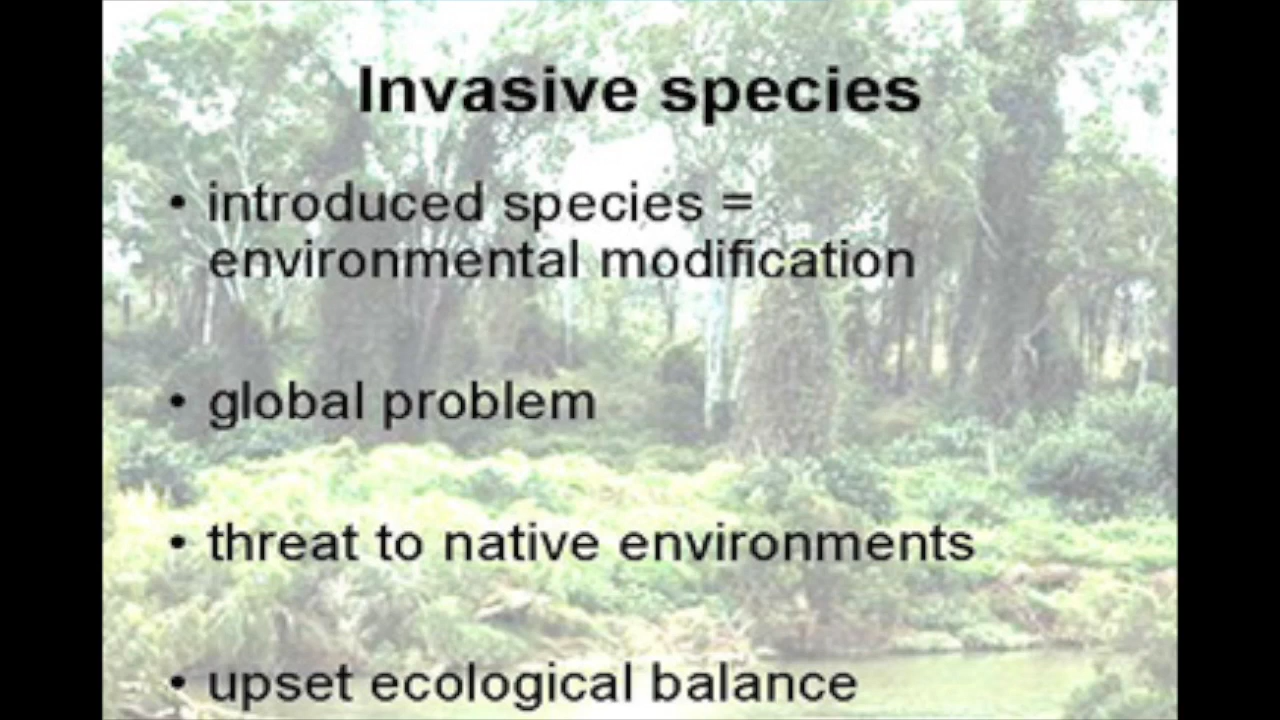 Invasive species
• introduced species =
environmental modification
• global problem
• threat to native environments
• upset ecological balance